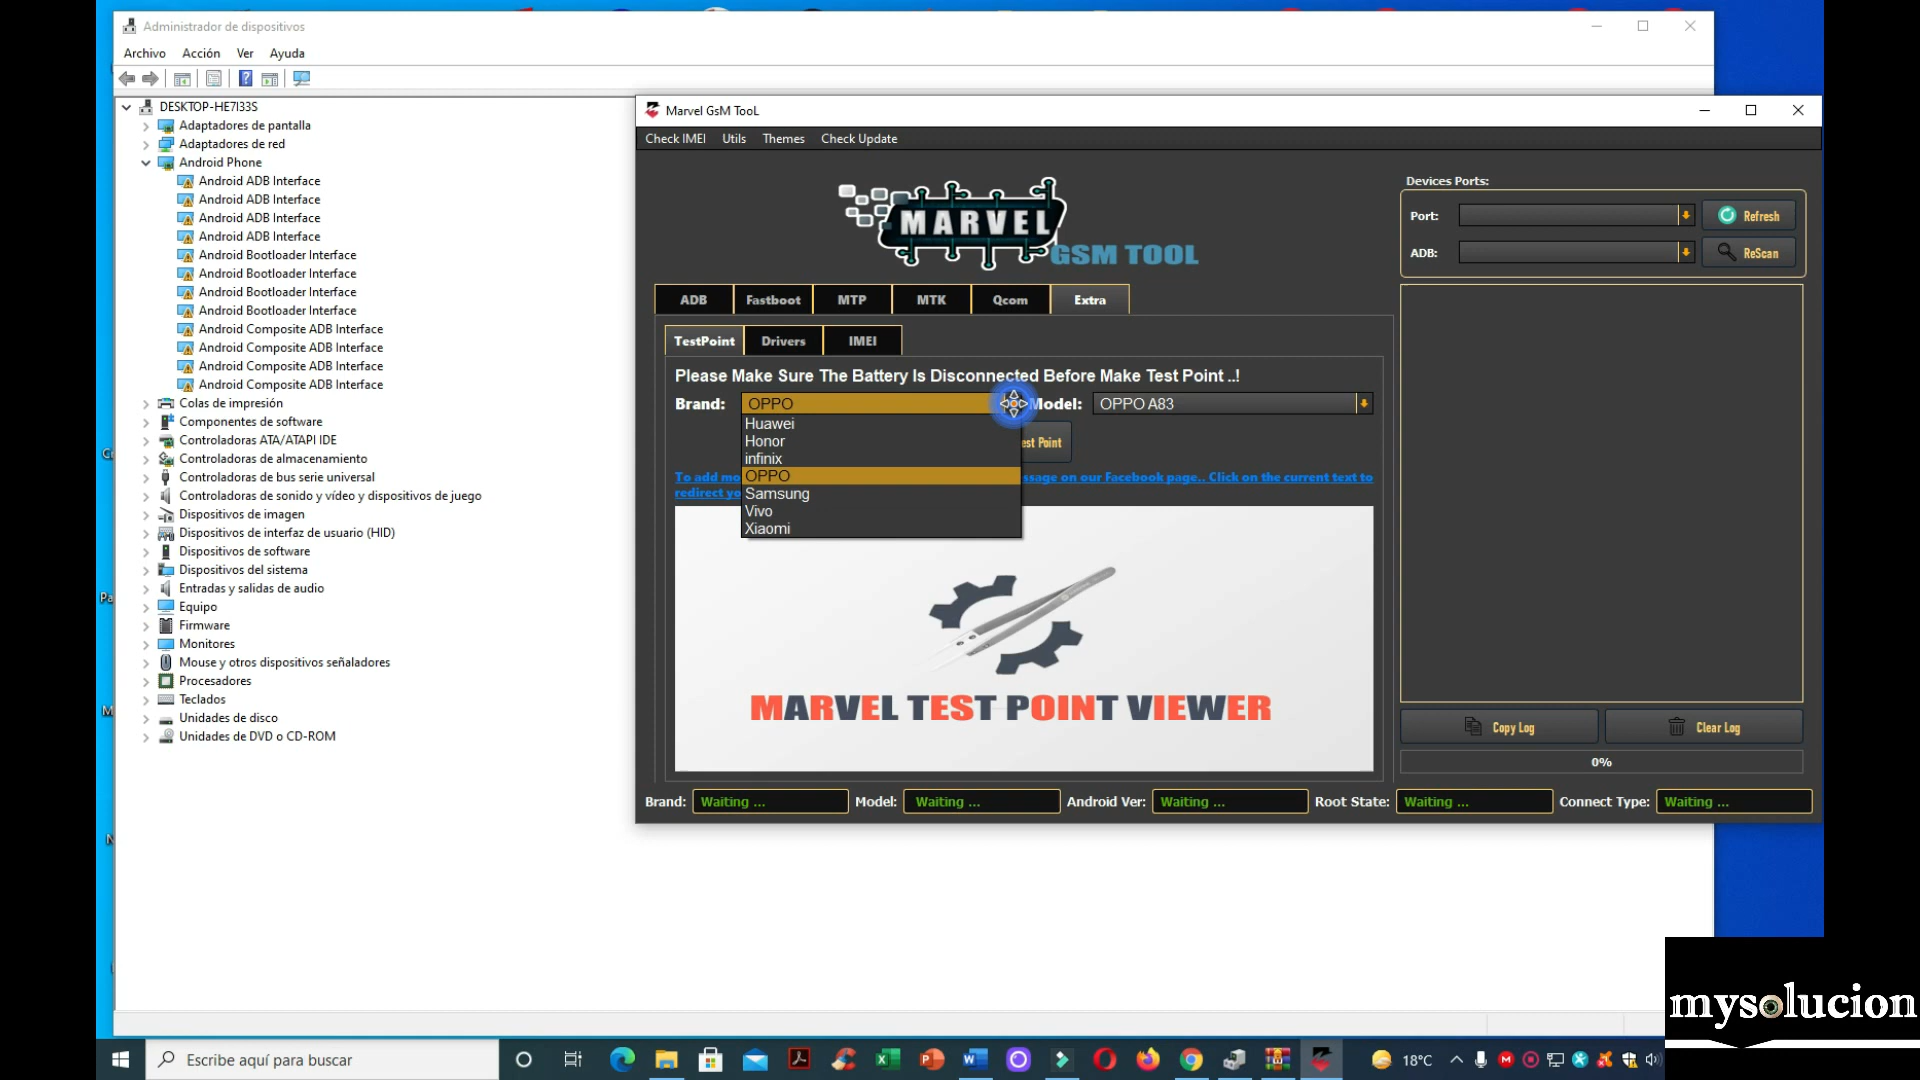 Administrador de dispositivos
Archivo Acción Ver Ayuda
DESKTOP-HE7I33S
Adaptadores de pantalla
Adaptadores de red
Android Phone
Android ADB Interface
Android ADB Interface
Android ADB Interface
Android ADB Interface
Android Bootloader Interface
Android Bootloader Interface
Android Bootloader Interface
Android Bootloader Interface
Android Composite ADB Interface
Android Composite ADB Interface
Android Composite ADB Interface
Android Composite ADB Interface
Colas de impresión
Componentes de software
Controladoras ATA/ATAPI IDE
Controladoras de almacenamiento
Controladoras de bus serie universal
Controladoras de sonido y vídeo y dispositivos de juego
Dispositivos de imagen
Dispositivos de interfaz de usuario (HID)
Dispositivos de software
Dispositivos del sistema
Entradas y salidas de audio
Equipo
Firmware
Monitores
Mouse y otros dispositivos señaladores
Procesadores
Teclados
Unidades de disco
Unidades de DVD o CD-ROM
Marvel GsM TooL
Check IMEI Utils Themes Check Update
MARVEL
GSM TOOL
ADB Fastboot MTP MTK Qcom Extra
TestPoint Drivers IMEI
Please Make Sure The Battery Is Disconnected Before Make Test Point ..!
Brand: OPPO Model: OPPO A83
Huawei
Honor
infinix
OPPO
Samsung
Vivo
Xiaomi
est Point
To add mo ssage on our Facebook page.. Click on the current text to
redirect yo
MARVEL TEST POINT VIEWER
Devices Ports:
Port: Refresh
ADB: ReScan
Copy Log Clear Log
0%
Brand: Waiting ... Model: Waiting ... Android Ver: Waiting ... Root State: Waiting ... Connect Type: Waiting ...
mysolucion
Escribe aquí para buscar
18°C